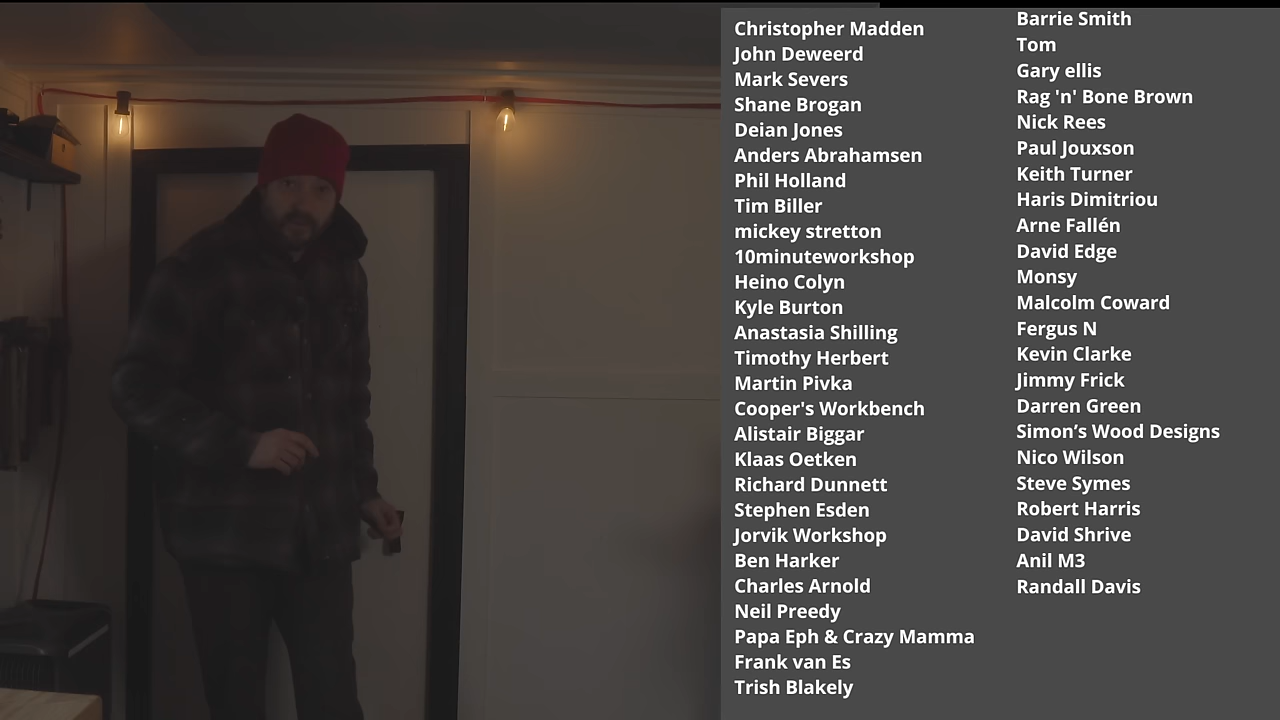 Christopher Madden
John Deweerd
Mark Severs
Shane Brogan
Deian Jones
Anders Abrahamsen
Phil Holland
Tim Biller
mickey stretton
10minuteworkshop
Heino Colyn
Kyle Burton
Anastasia Shilling
Timothy Herbert
Martin Pivka
Cooper's Workbench
Alistair Biggar
Klaas Oetken
Richard Dunnett
Stephen Esden
Jorvik Workshop
Ben Harker
Charles Arnold
Neil Preedy
Papa Eph & Crazy Mamma
Frank van Es
Trish Blakely
Barrie Smith
Tom
Gary ellis
Rag 'n' Bone Brown
Nick Rees
Paul Jouxson
Keith Turner
Haris Dimitriou
Arne Fallén
David Edge
Monsy
Malcolm Coward
Fergus N
Kevin Clarke
Jimmy Frick
Darren Green
Simon’s Wood Designs
Nico Wilson
Steve Symes
Robert Harris
David Shrive
Anil M3
Randall Davis